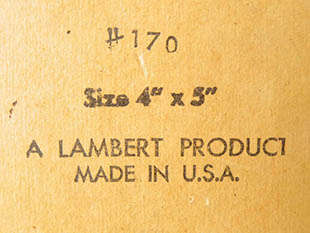 #170
Size 4" x 5"
A LAMBERT PRODUCT
MADE IN U.S.A.